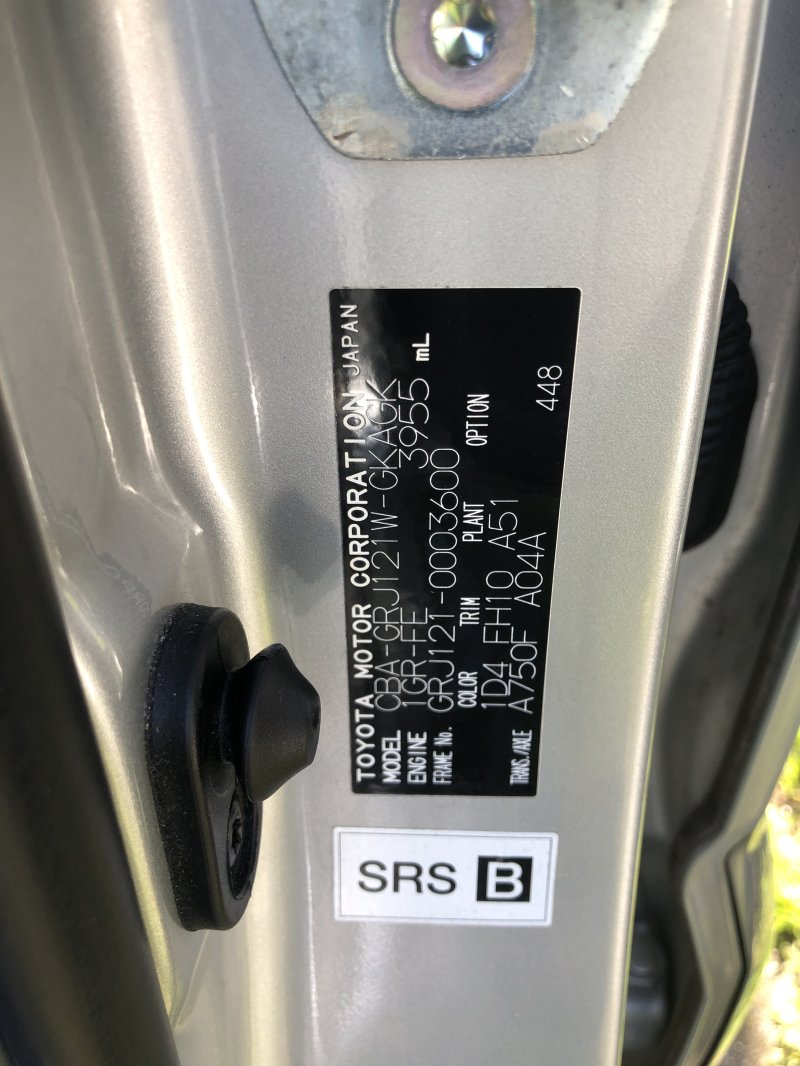 TOYOTA MOTOR CORPORATION JAPAN
MODEL CBA-GRJ121W-GKAGK
ENGINE 1GR-FE 3955 mL
FRAME No. GRJ121-0003600
COLOR TRIM PLANT OPTION
1D4 FH10 A51
TRANS./AXLE A750F A04A 448
SRS B